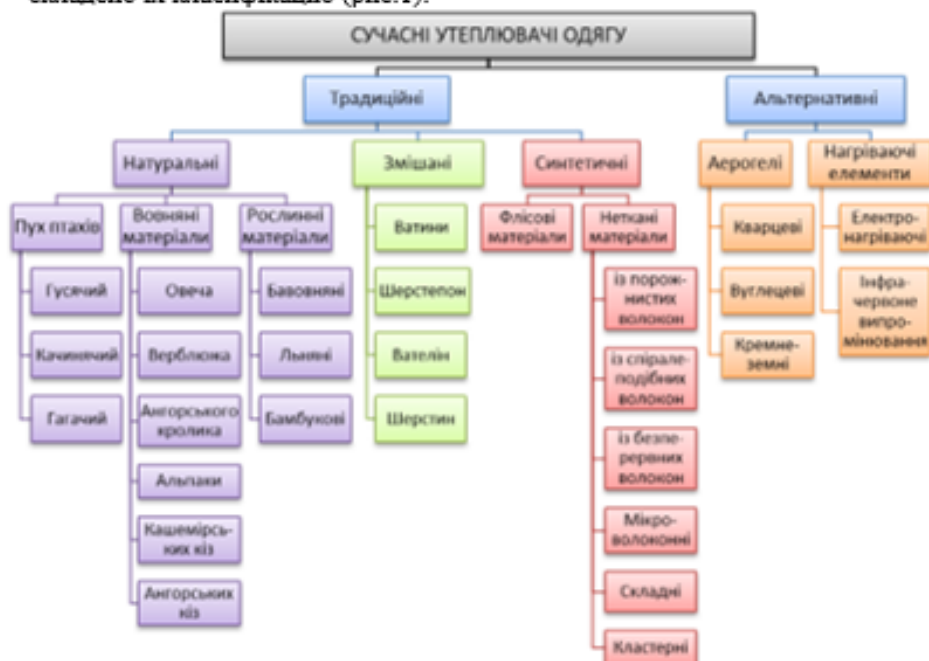 СУЧАСНІ УТЕПЛЮВАЧІ ОДЯГУ
Традиційні
Альтернативні
Натуральні
Змішані
Синтетичні
Аерогелі
Нагріваючі
елементи
Пух птахів
Вовняні
матеріали
Рослинні
матеріали
Ватини
Флісові
матеріали
Неткані
матеріали
Кварцеві
Електро-
нагріваючі
Гусячий
Овеча
Бавовняні
Шерстепон
із порож-
нистих
волокон
Вуглецеві
Інфра-
червоне
випро-
мінювання
Качинячий
Верблюжа
Льняні
Вателін
із спірале-
подібних
волокон
Кремне-
земні
Гагачий
Ангорського
кролика
Бамбукові
Шерстин
із безпе-
рервних
волокон
Альпаки
Мікро-
волоконні
Кашемірсь-
ких кіз
Складні
Ангорських
кіз
Кластерні